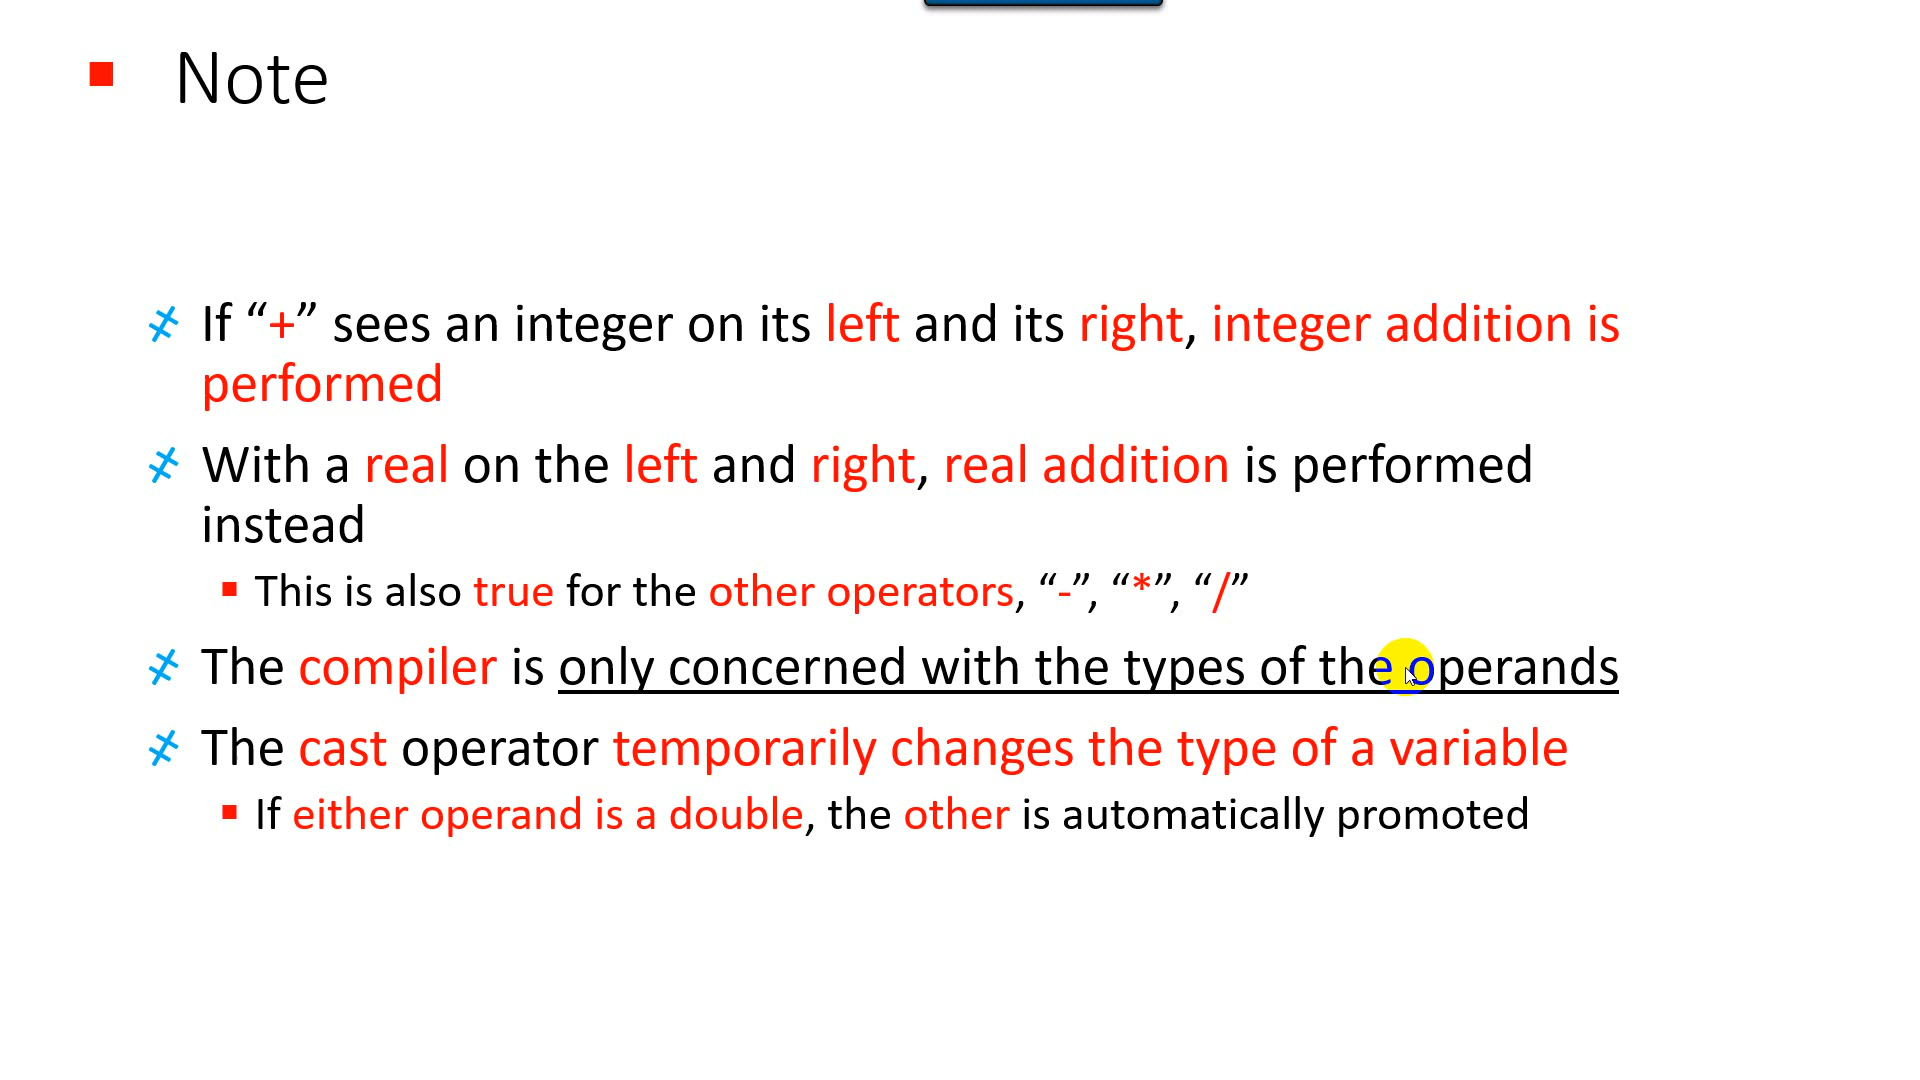 Note
If “+” sees an integer on its left and its right, integer addition is
performed
With a real on the left and right, real addition is performed
instead
This is also true for the other operators, “-”, “*”, “/”
The compiler is only concerned with the types of the operands
The cast operator temporarily changes the type of a variable
If either operand is a double, the other is automatically promoted